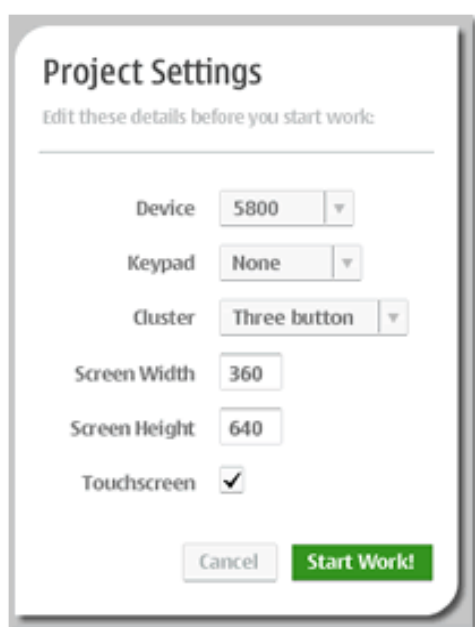 Project Settings
Edit these details before you start work:
Device 5800
Keypad None
Cluster Three button
Screen Width 360
Screen Height 640
Touchscreen
Cancel Start Work!